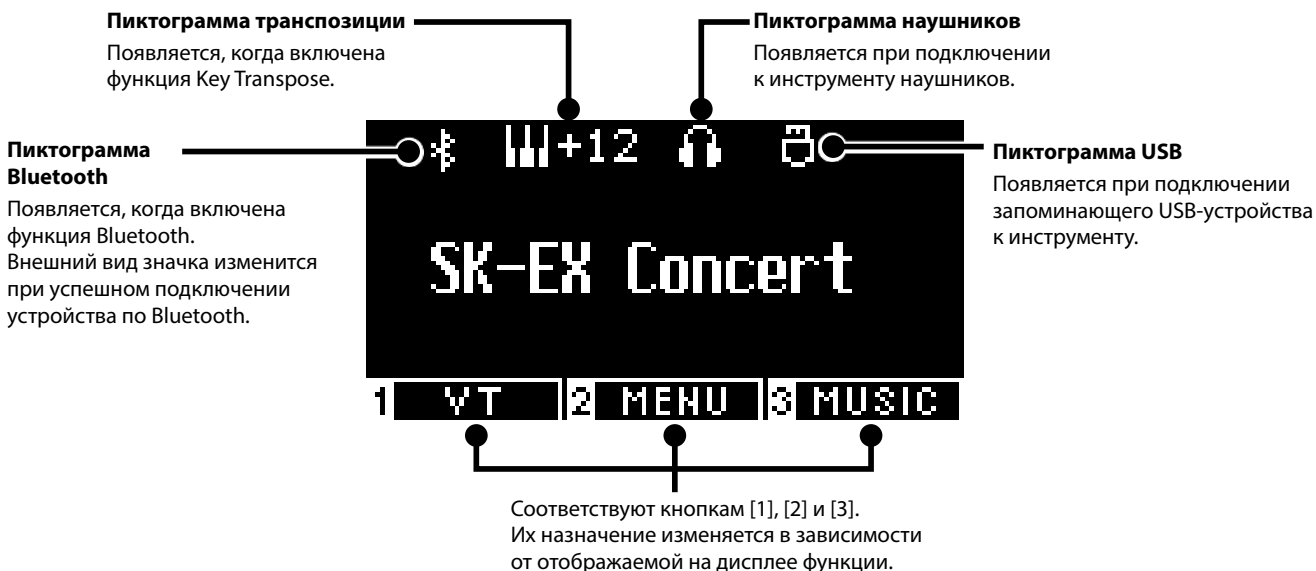 Пиктограмма транспозиции
Появляется, когда включена
функция Key Transpose.
Пиктограмма наушников
Появляется при подключении
к инструменту наушников.
Пиктограмма
Bluetooth
Появляется, когда включена
функция Bluetooth.
Внешний вид значка изменится
при успешном подключении
устройства по Bluetooth.
+12
SK-EX Concert
1 VT 2 MENU 3 MUSIC
Пиктограмма USB
Появляется при подключении
запоминающего USB-устройства
к инструменту.
Соответствуют кнопкам [1], [2] и [3].
Их назначение изменяется в зависимости
от отображаемой на дисплее функции.